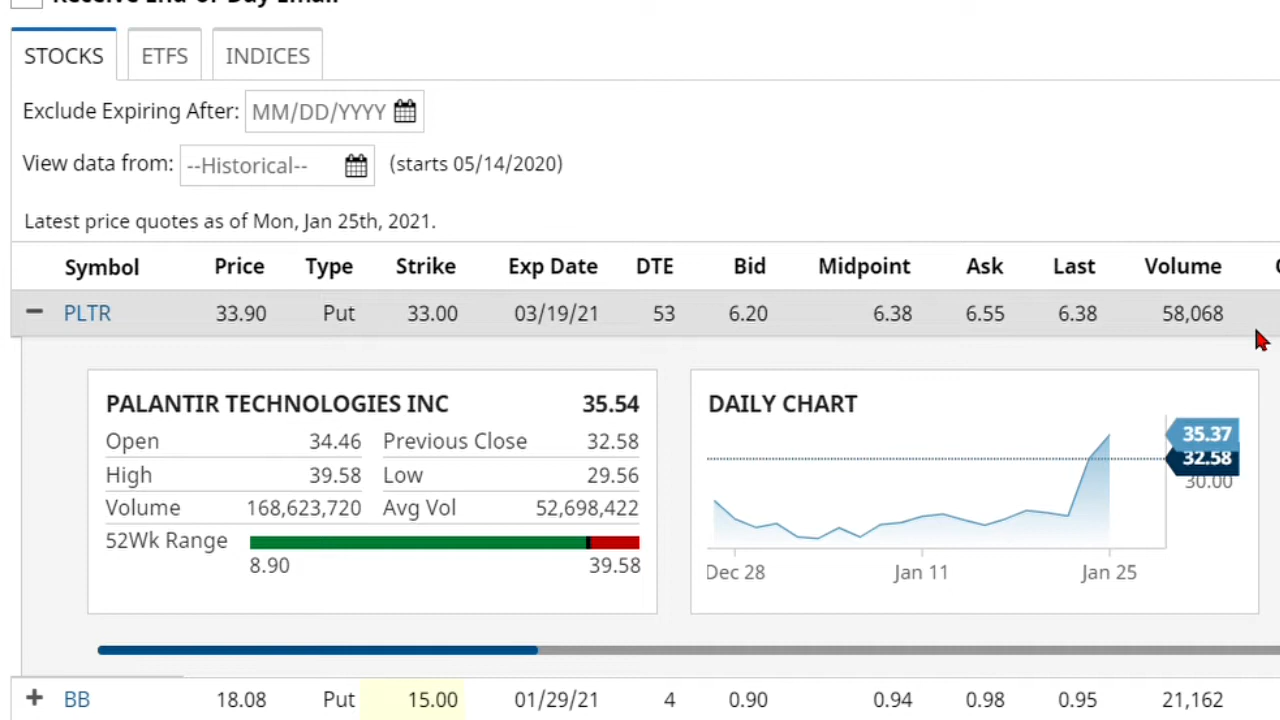 Receive End-of-Day Email
STOCKS ETFS INDICES
Exclude Expiring After: MM/DD/YYYY
View data from: --Historical-- (starts 05/14/2020)
Latest price quotes as of Mon, Jan 25th, 2021.
Symbol Price Type Strike Exp Date DTE Bid Midpoint Ask Last Volume
PLTR 33.90 Put 33.00 03/19/21 53 6.20 6.38 6.55 6.38 58,068
PALANTIR TECHNOLOGIES INC 35.54
Open 34.46 Previous Close 32.58
High 39.58 Low 29.56
Volume 168,623,720 Avg Vol 52,698,422
52Wk Range
8.90 39.58
DAILY CHART
35.37
32.58
30.00
Dec 28 Jan 11 Jan 25
BB 18.08 Put 15.00 01/29/21 4 0.90 0.94 0.98 0.95 21,162